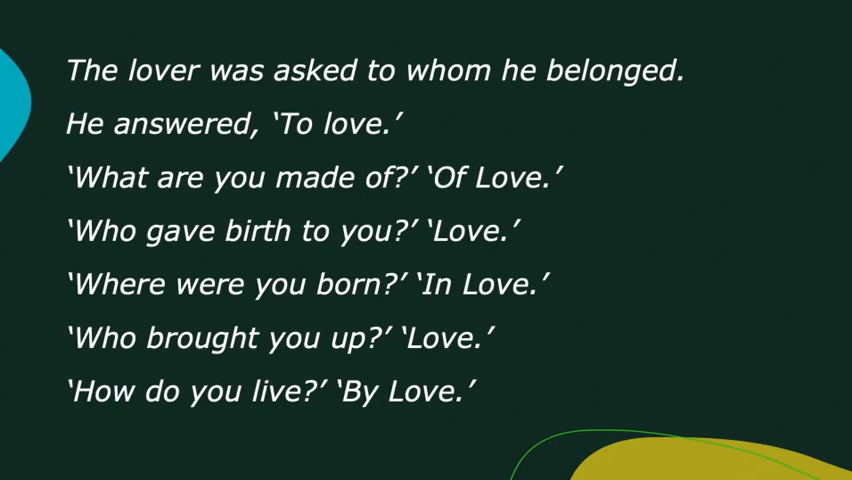 The lover was asked to whom he belonged.
He answered, ‘To love.’
‘What are you made of?’ ‘Of Love.’
‘Who gave birth to you?’ ‘Love.’
‘Where were you born?’ ‘In Love.’
‘Who brought you up?’ ‘Love.’
‘How do you live?’ ‘By Love.’